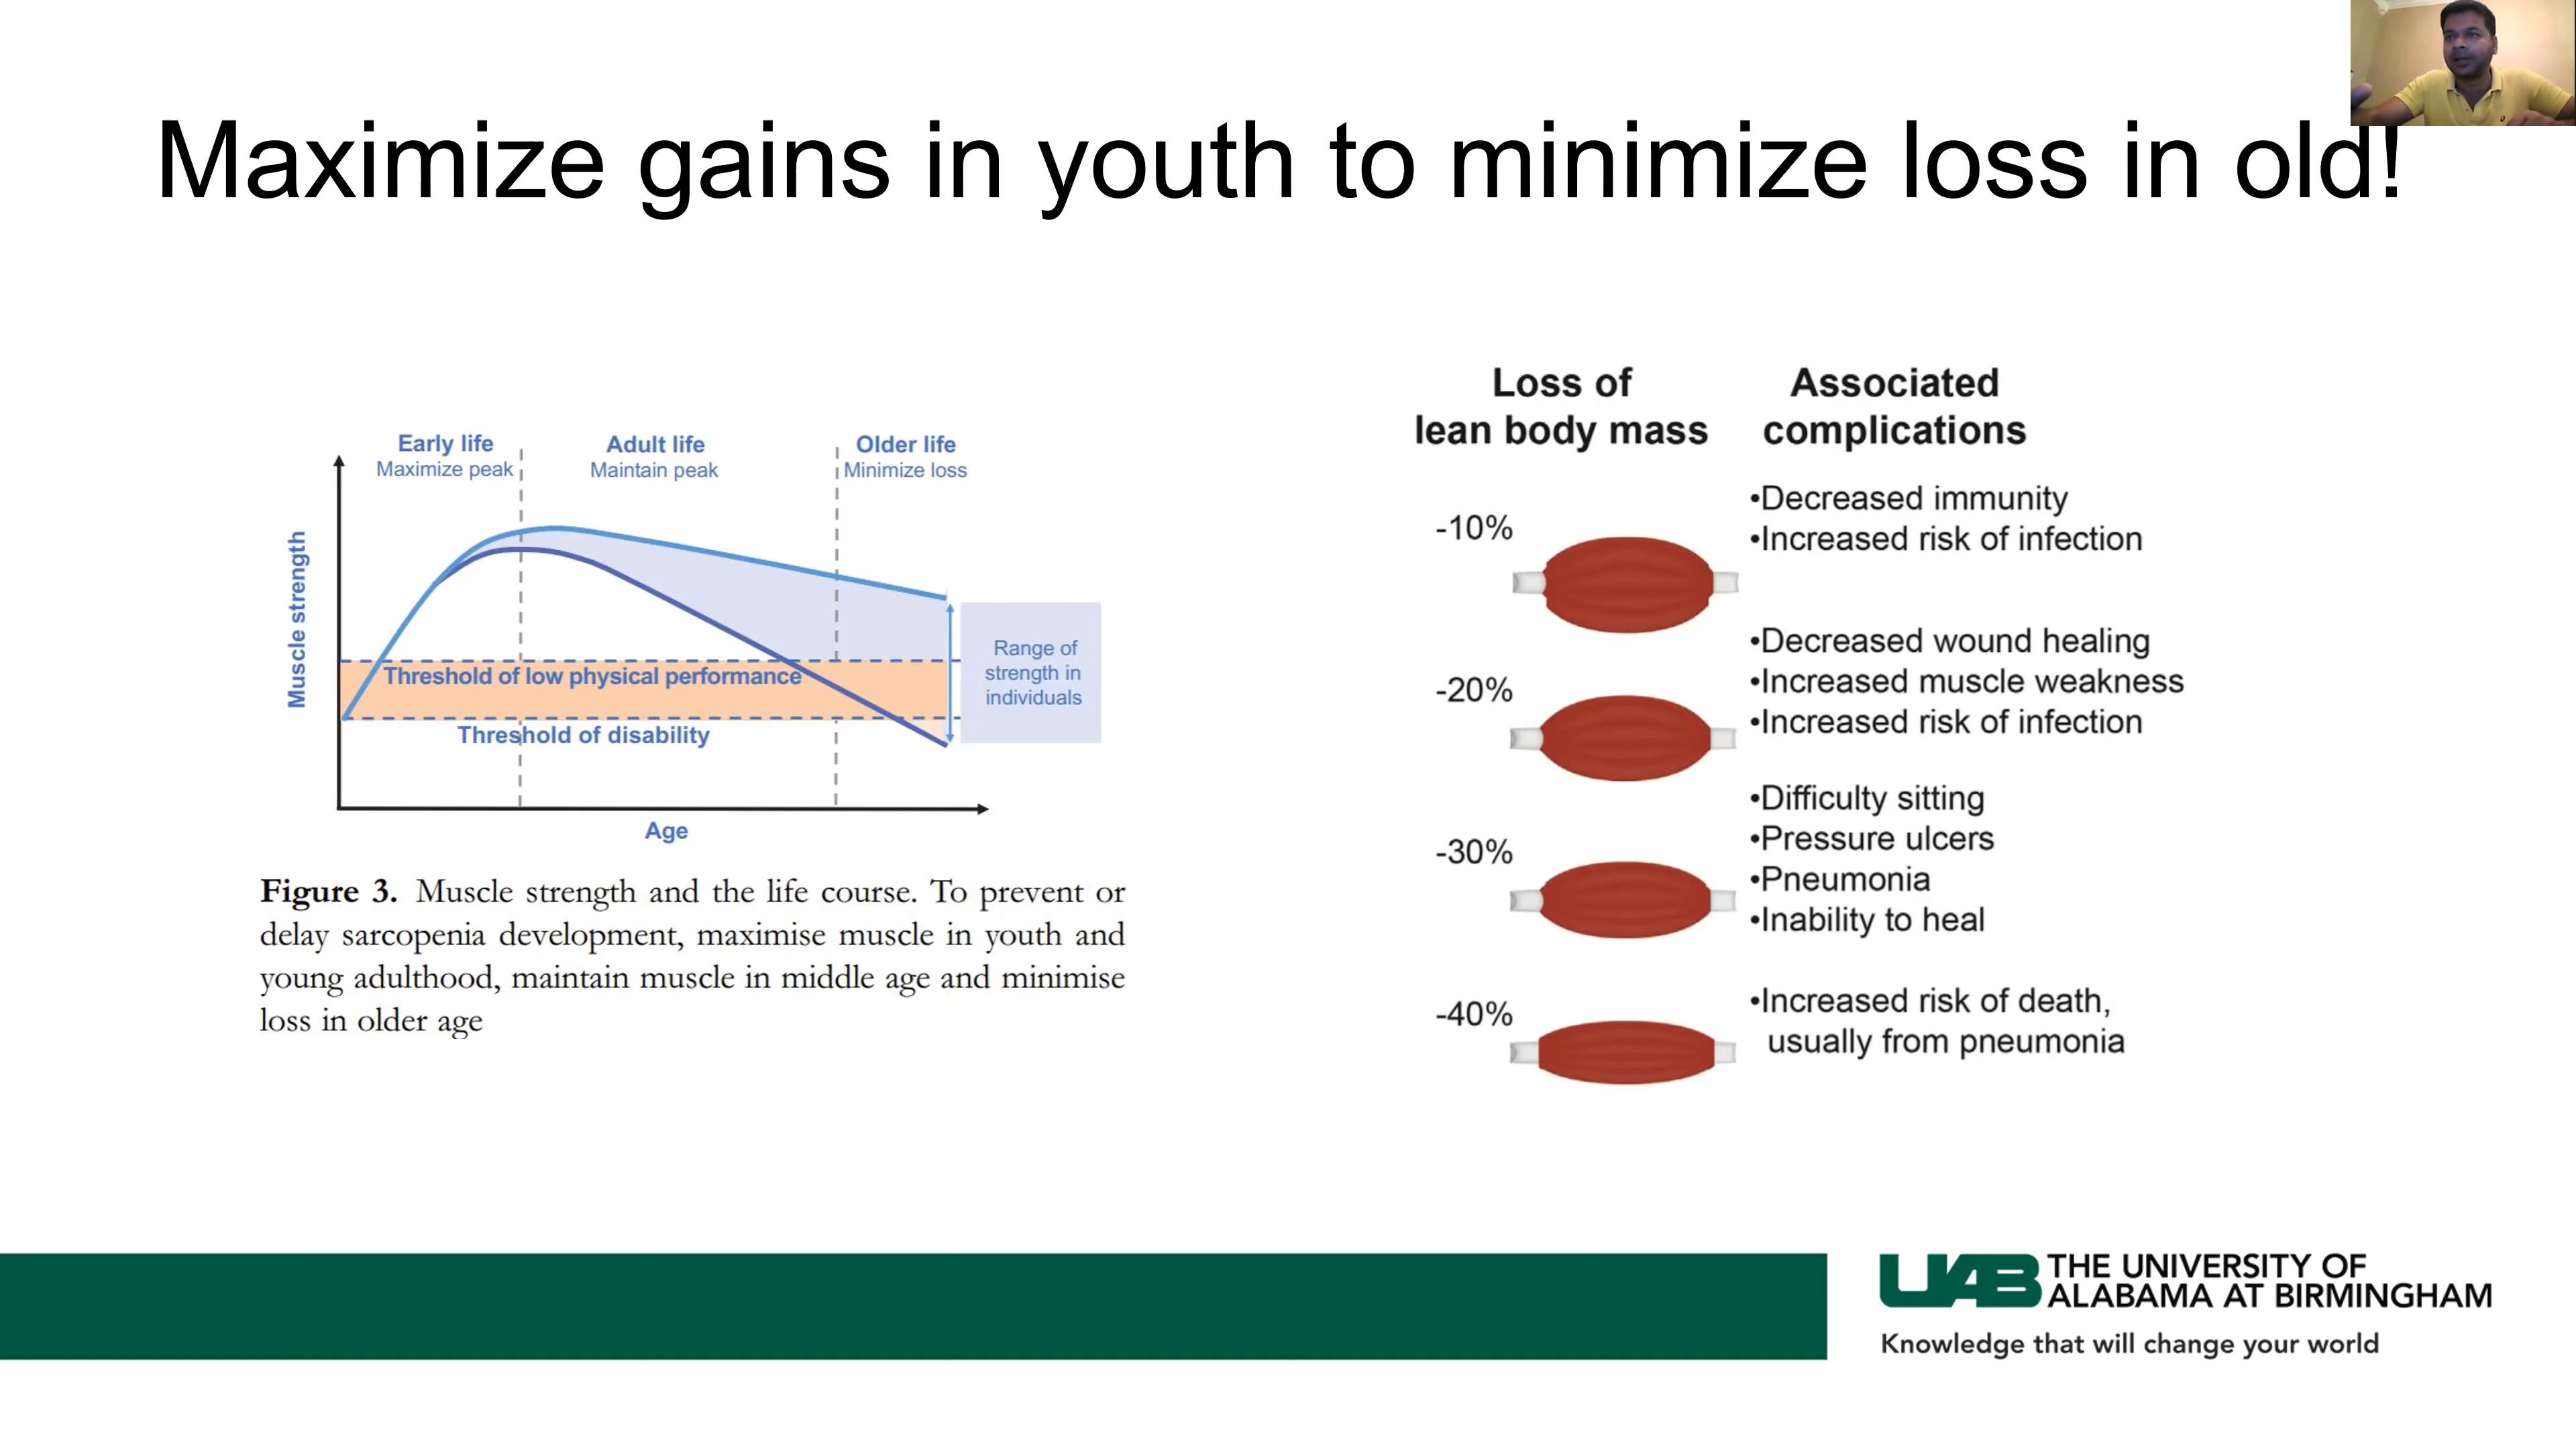 Maximize gains in youth to minimize loss in old!
Early life
Maximize peak
Adult life
Maintain peak
Older life
Minimize loss
Muscle strength
Threshold of low physical performance
Threshold of disability
Range of
strength in
individuals
Age
Figure 3. Muscle strength and the life course. To prevent or
delay sarcopenia development, maximise muscle in youth and
young adulthood, maintain muscle in middle age and minimise
loss in older age
Loss of
lean body mass
Associated
complications
-10%
•Decreased immunity
•Increased risk of infection
-20%
•Decreased wound healing
•Increased muscle weakness
•Increased risk of infection
-30%
•Difficulty sitting
•Pressure ulcers
•Pneumonia
•Inability to heal
-40%
•Increased risk of death,
usually from pneumonia
UAB THE UNIVERSITY OF
ALABAMA AT BIRMINGHAM
Knowledge that will change your world